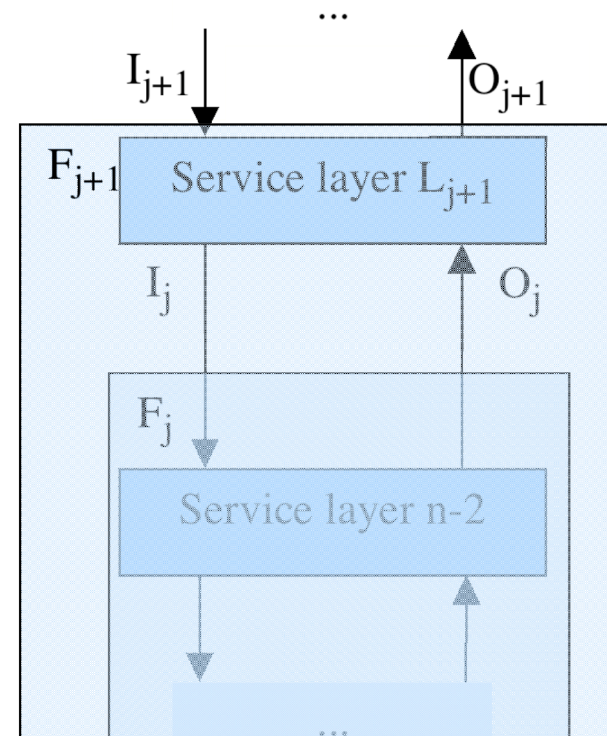 ...
I_{j+1} O_{j+1}
F_{j+1} Service layer L_{j+1}
I_j O_j
F_j
Service layer n-2
...